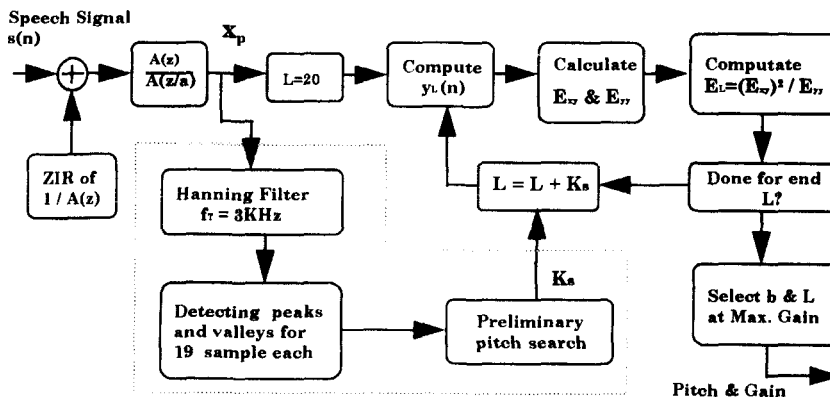 Speech Signal
s(n)
Xp
A(z)
A(z/a)
L=20
Compute
yL(n)
Calculate
Exy & Eyy
Computate
EL=(Exy)² / Eyy
ZIR of
1 / A(z)
Hanning Filter
f7 = 3KHz
L = L + Ks
Done for end
L?
Ks
Detecting peaks
and valleys for
19 sample each
Preliminary
pitch search
Select b & L
at Max. Gain
Pitch & Gain